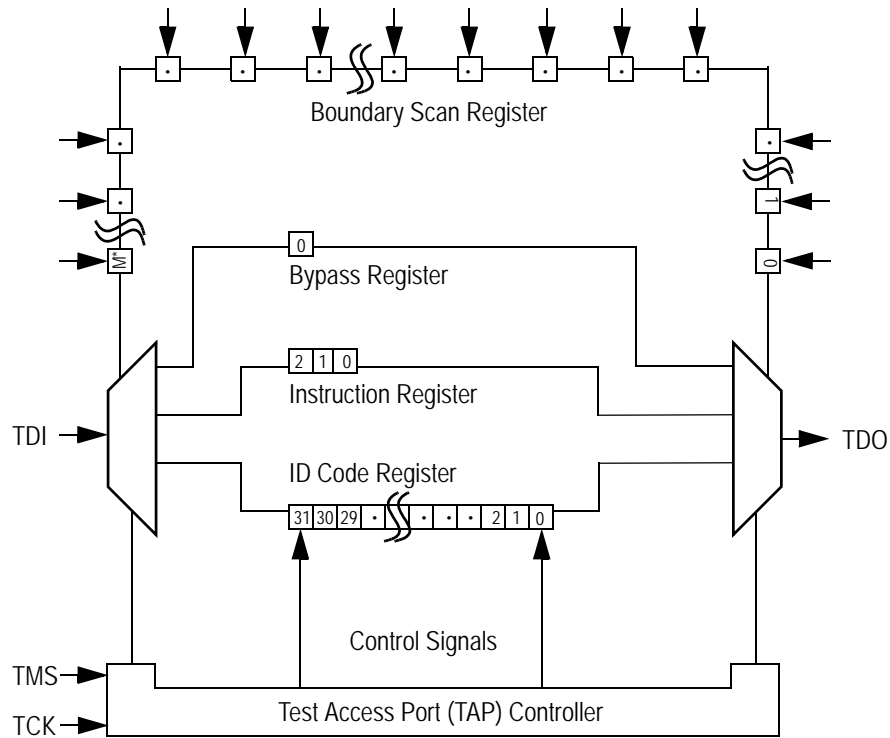 Boundary Scan Register
1
M*
0
0
Bypass Register
2 1 0
Instruction Register
TDI
TDO
ID Code Register
31 30 29 · · · · 2 1 0
Control Signals
TMS
TCK
Test Access Port (TAP) Controller